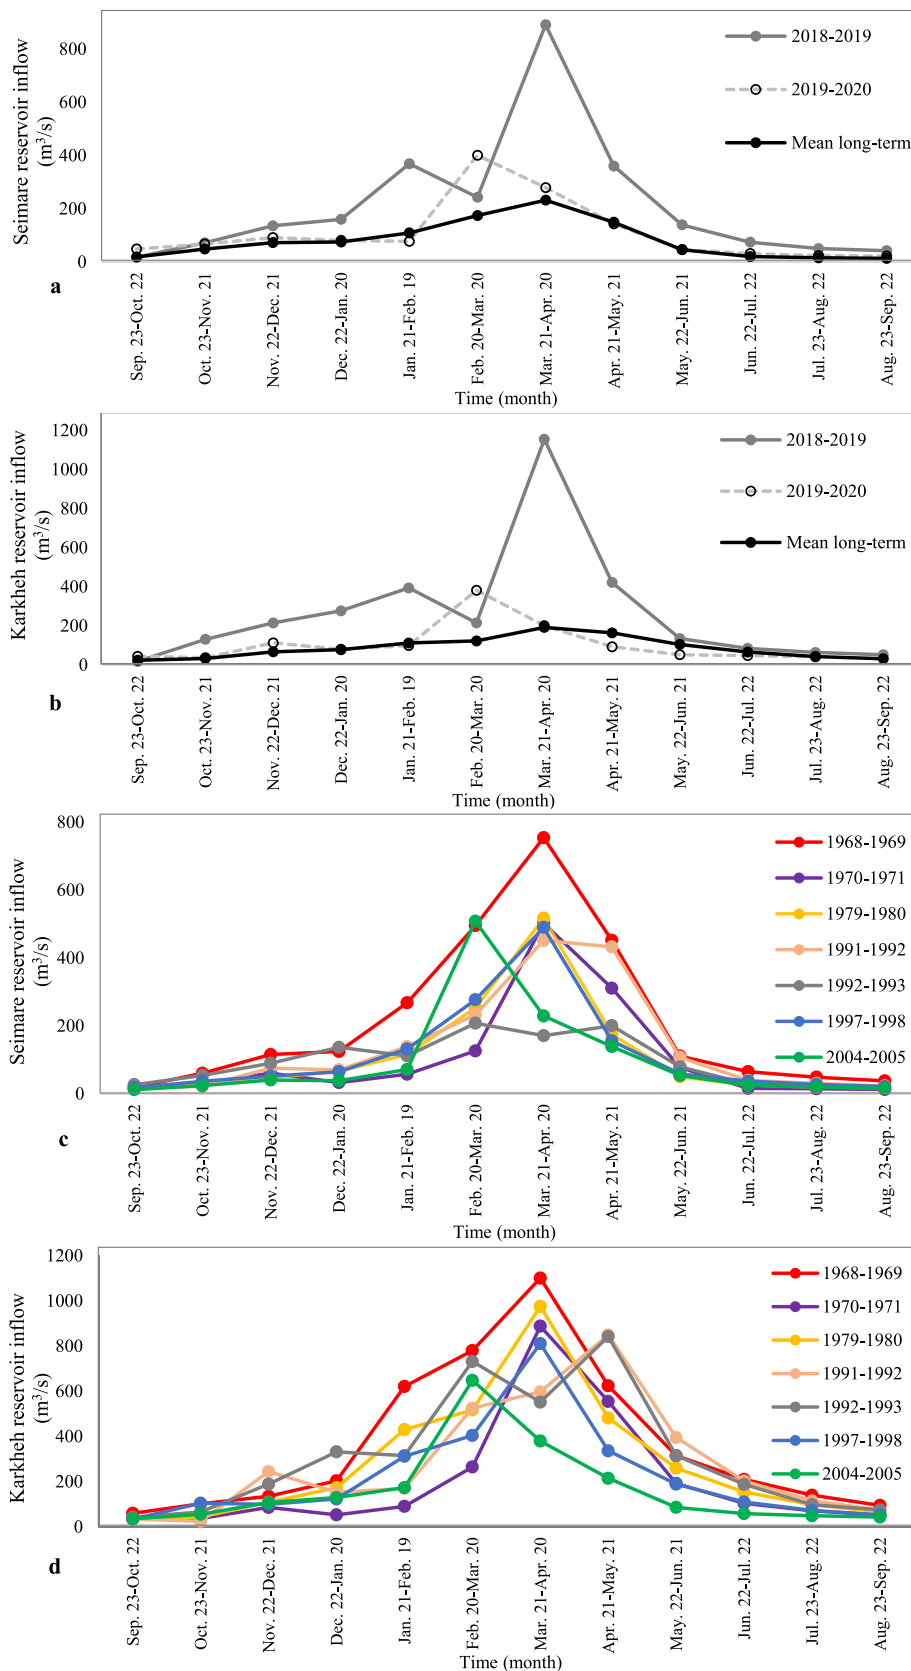 Seimare reservoir inflow
(m³/s)
800
600
400
200
0
2018-2019
2019-2020
Mean long-term
a
Sep. 23-Oct. 22
Oct. 23-Nov. 21
Nov. 22-Dec. 21
Dec. 22-Jan. 20
Jan. 21-Feb. 19
Feb. 20-Mar. 20
Mar. 21-Apr. 20
Apr. 21-May. 21
May. 22-Jun. 21
Jun. 22-Jul. 22
Jul. 23-Aug. 22
Aug. 23-Sep. 22
Time (month)
Karkheh reservoir inflow
(m³/s)
1200
1000
800
600
400
200
0
2018-2019
2019-2020
Mean long-term
b
Sep. 23-Oct. 22
Oct. 23-Nov. 21
Nov. 22-Dec. 21
Dec. 22-Jan. 20
Jan. 21-Feb. 19
Feb. 20-Mar. 20
Mar. 21-Apr. 20
Apr. 21-May. 21
May. 22-Jun. 21
Jun. 22-Jul. 22
Jul. 23-Aug. 22
Aug. 23-Sep. 22
Time (month)
Seimare reservoir inflow
(m³/s)
800
600
400
200
0
1968-1969
1970-1971
1979-1980
1991-1992
1992-1993
1997-1998
2004-2005
c
Sep. 23-Oct. 22
Oct. 23-Nov. 21
Nov. 22-Dec. 21
Dec. 22-Jan. 20
Jan. 21-Feb. 19
Feb. 20-Mar. 20
Mar. 21-Apr. 20
Apr. 21-May. 21
May. 22-Jun. 21
Jun. 22-Jul. 22
Jul. 23-Aug. 22
Aug. 23-Sep. 22
Time (month)
Karkheh reservoir inflow
(m³/s)
1200
1000
800
600
400
200
0
1968-1969
1970-1971
1979-1980
1991-1992
1992-1993
1997-1998
2004-2005
d
Sep. 23-Oct. 22
Oct. 23-Nov. 21
Nov. 22-Dec. 21
Dec. 22-Jan. 20
Jan. 21-Feb. 19
Feb. 20-Mar. 20
Mar. 21-Apr. 20
Apr. 21-May. 21
May. 22-Jun. 21
Jun. 22-Jul. 22
Jul. 23-Aug. 22
Aug. 23-Sep. 22
Time (month)